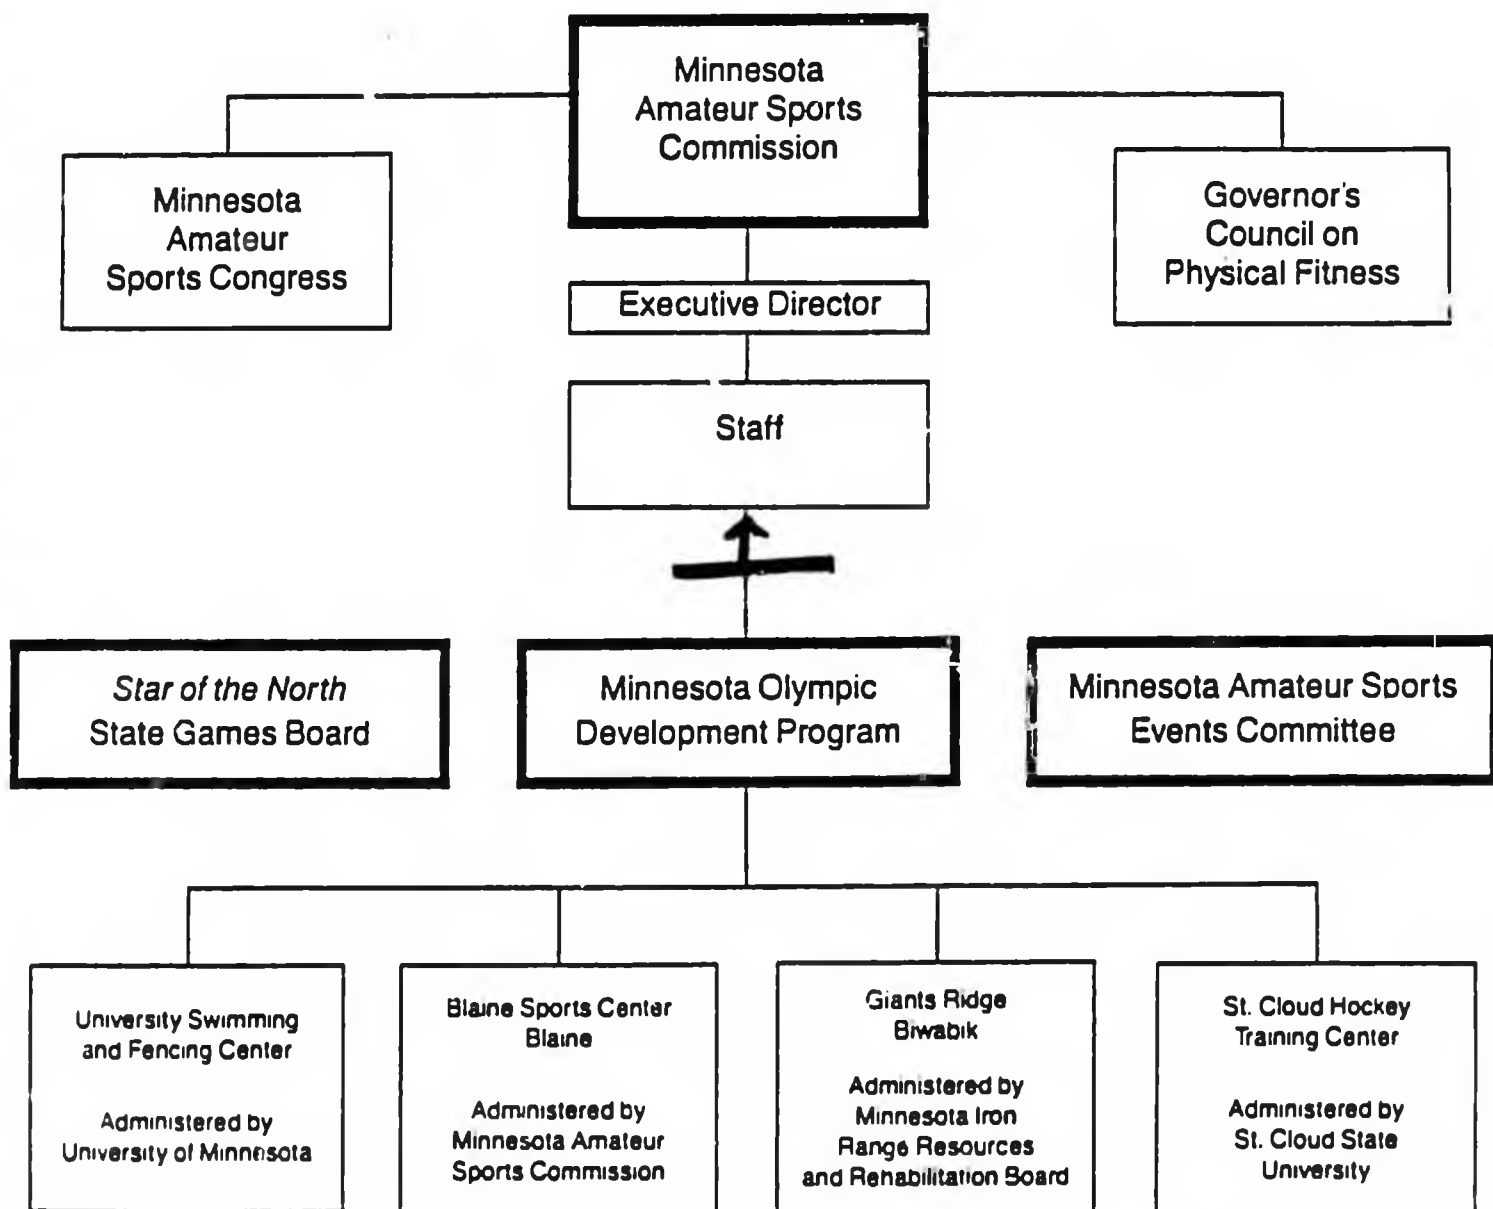 Minnesota
Amateur Sports
Commission
Minnesota
Amateur
Sports Congress
Governor's
Council on
Physical Fitness
Executive Director
Staff
Star of the North
State Games Board
Minnesota Olympic
Development Program
Minnesota Amateur Sports
Events Committee
University Swimming
and Fencing Center
Administered by
University of Minnesota
Blaine Sports Center
Blaine
Administered by
Minnesota Amateur
Sports Commission
Giants Ridge
Biwabik
Administered by
Minnesota Iron
Range Resources
and Rehabilitation Board
St. Cloud Hockey
Training Center
Administered by
St. Cloud State
University